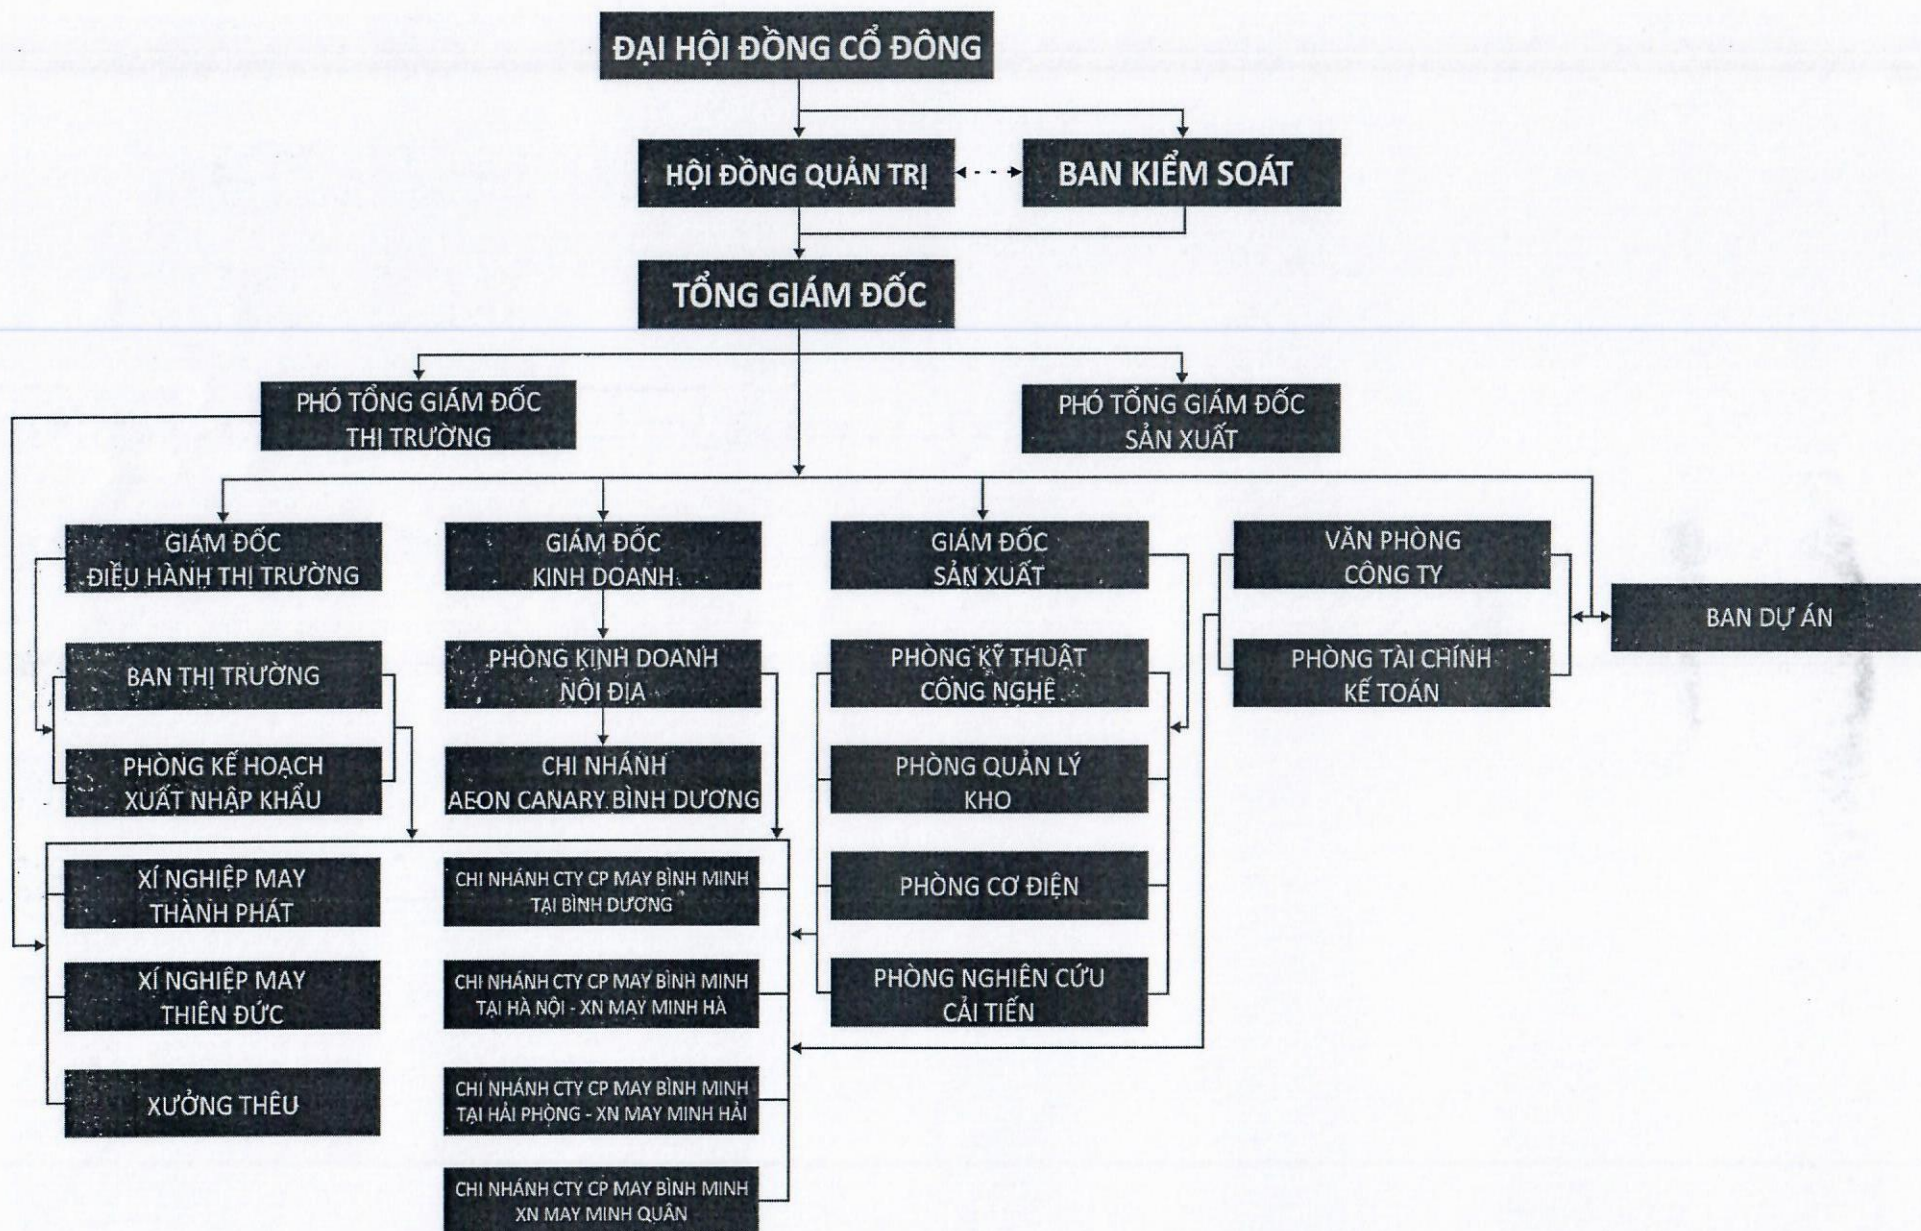 ĐẠI HỘI ĐỒNG CỔ ĐÔNG
HỘI ĐỒNG QUẢN TRỊ
BAN KIỂM SOÁT
TỔNG GIÁM ĐỐC
PHÓ TỔNG GIÁM ĐỐC
THỊ TRƯỜNG
PHÓ TỔNG GIÁM ĐỐC
SẢN XUẤT
GIÁM ĐỐC
ĐIỀU HÀNH THỊ TRƯỜNG
GIÁM ĐỐC
KINH DOANH
GIÁM ĐỐC
SẢN XUẤT
VĂN PHÒNG
CÔNG TY
BAN DỰ ÁN
BAN THỊ TRƯỜNG
PHÒNG KINH DOANH
NỘI ĐỊA
PHÒNG KỸ THUẬT
CÔNG NGHỆ
PHÒNG TÀI CHÍNH
KẾ TOÁN
PHÒNG KẾ HOẠCH
XUẤT NHẬP KHẨU
CHI NHÁNH
AEON CANARY BÌNH DƯƠNG
PHÒNG QUẢN LÝ
KHO
XÍ NGHIỆP MAY
THÀNH PHÁT
CHI NHÁNH CTY CP MAY BÌNH MINH
TẠI BÌNH DƯƠNG
PHÒNG CƠ ĐIỆN
XÍ NGHIỆP MAY
THIÊN ĐỨC
CHI NHÁNH CTY CP MAY BÌNH MINH
TẠI HÀ NỘI - XN MAY MINH HÀ
PHÒNG NGHIÊN CỨU
CẢI TIẾN
XƯỞNG THÊU
CHI NHÁNH CTY CP MAY BÌNH MINH
TẠI HẢI PHÒNG - XN MAY MINH HẢI
CHI NHÁNH CTY CP MAY BÌNH MINH
XN MAY MINH QUÂN